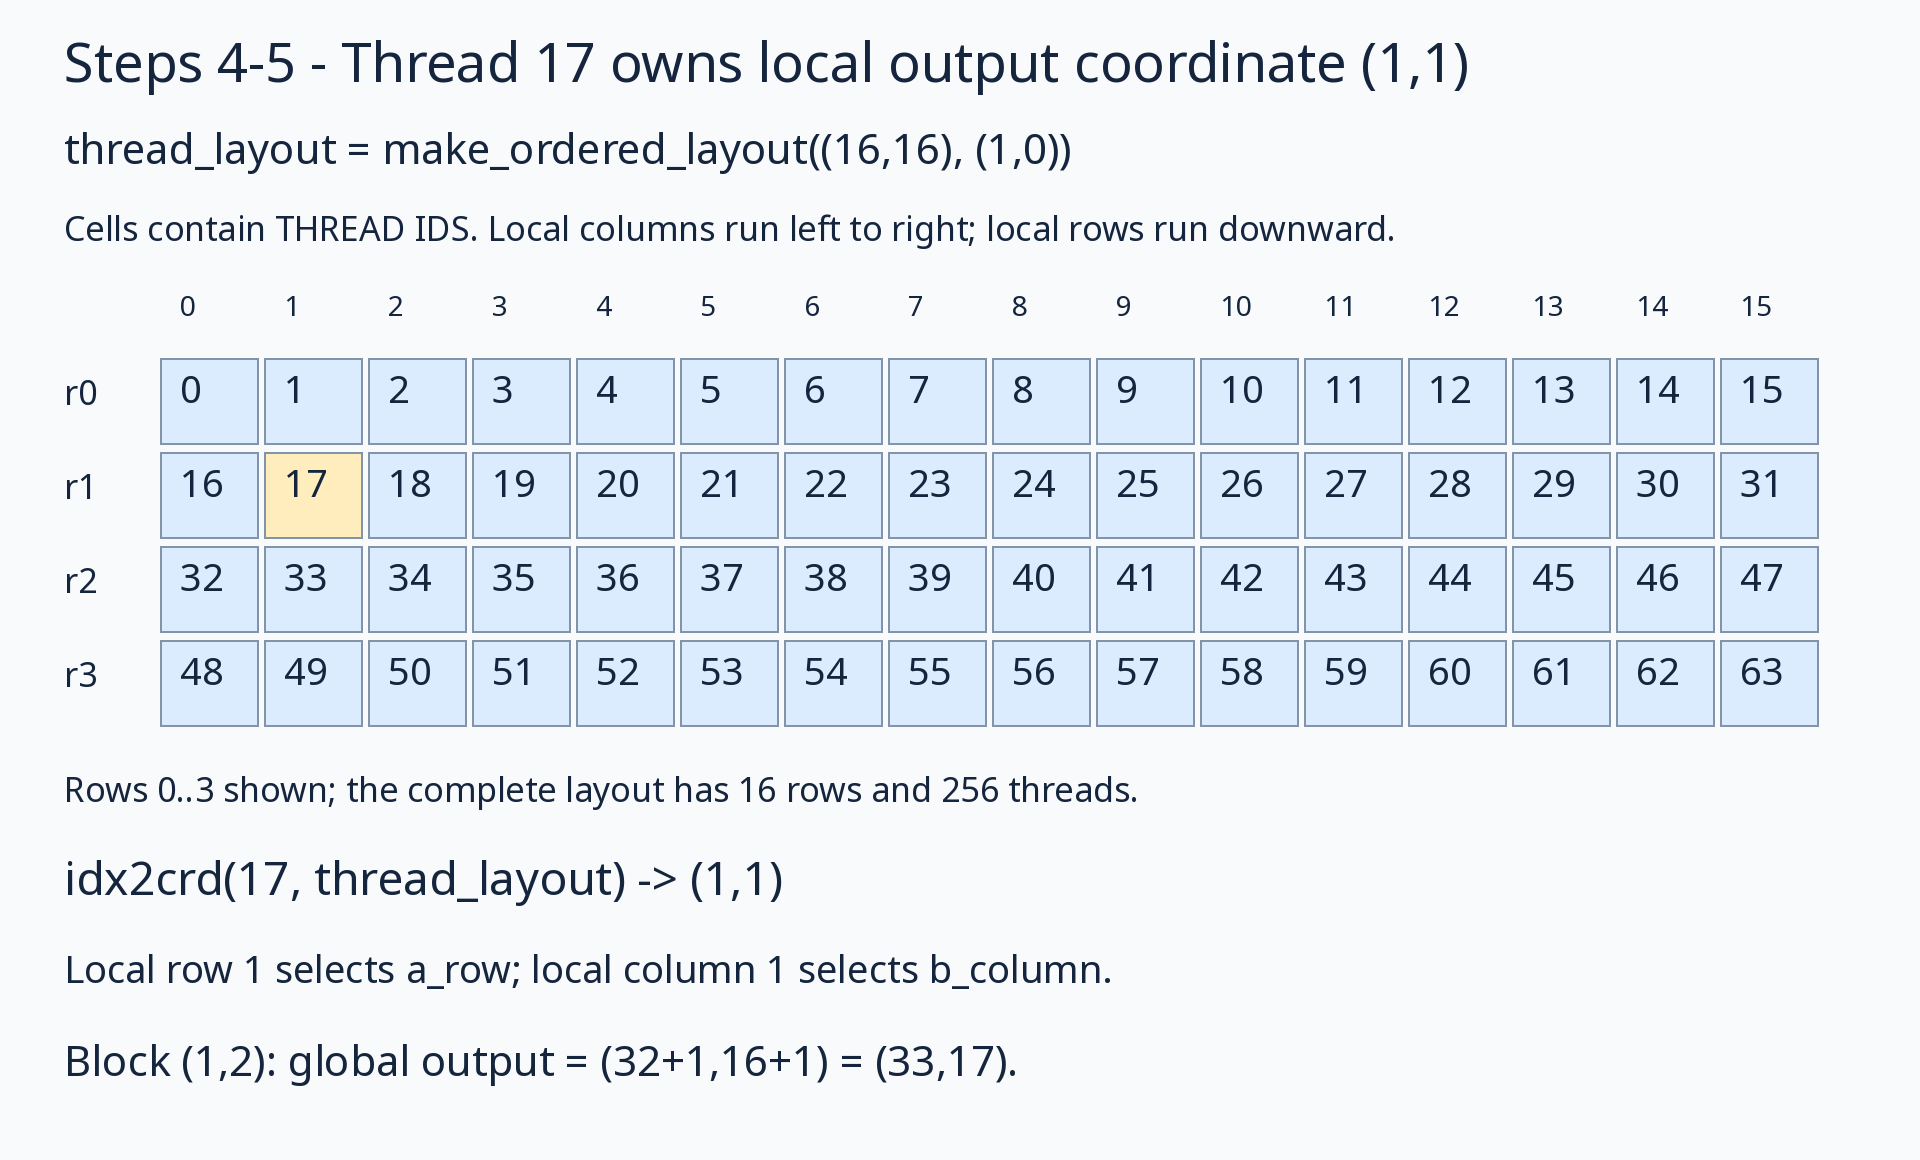 Steps 4-5 - Thread 17 owns local output coordinate (1,1)
thread_layout = make_ordered_layout((16,16), (1,0))
Cells contain THREAD IDS. Local columns run left to right; local rows run downward.
0 1 2 3 4 5 6 7 8 9 10 11 12 13 14 15
r0 0 1 2 3 4 5 6 7 8 9 10 11 12 13 14 15
r1 16 17 18 19 20 21 22 23 24 25 26 27 28 29 30 31
r2 32 33 34 35 36 37 38 39 40 41 42 43 44 45 46 47
r3 48 49 50 51 52 53 54 55 56 57 58 59 60 61 62 63
Rows 0..3 shown; the complete layout has 16 rows and 256 threads.
idx2crd(17, thread_layout) -> (1,1)
Local row 1 selects a_row; local column 1 selects b_column.
Block (1,2): global output = (32+1,16+1) = (33,17).